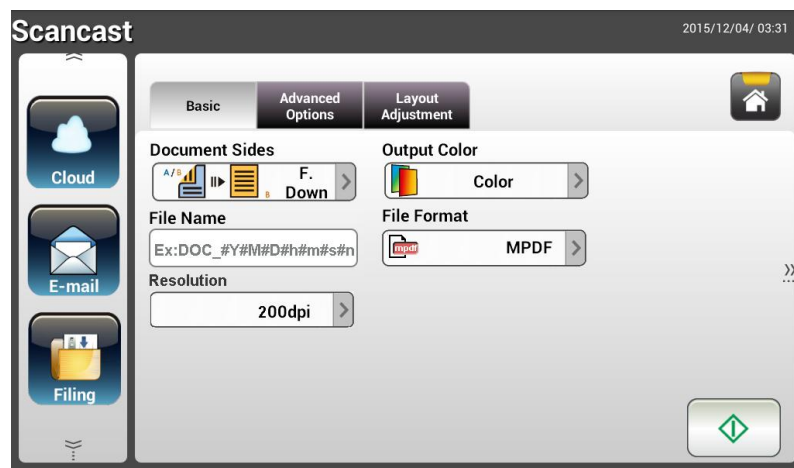 Scancast
2015/12/04/ 03:31
Cloud
E-mail
Filing
Basic
Advanced
Options
Layout
Adjustment
Document Sides
A/B
B
F.
Down
Output Color
Color
File Name
Ex:DOC_#Y#M#D#h#m#s#n
File Format
mpdf
MPDF
Resolution
200dpi